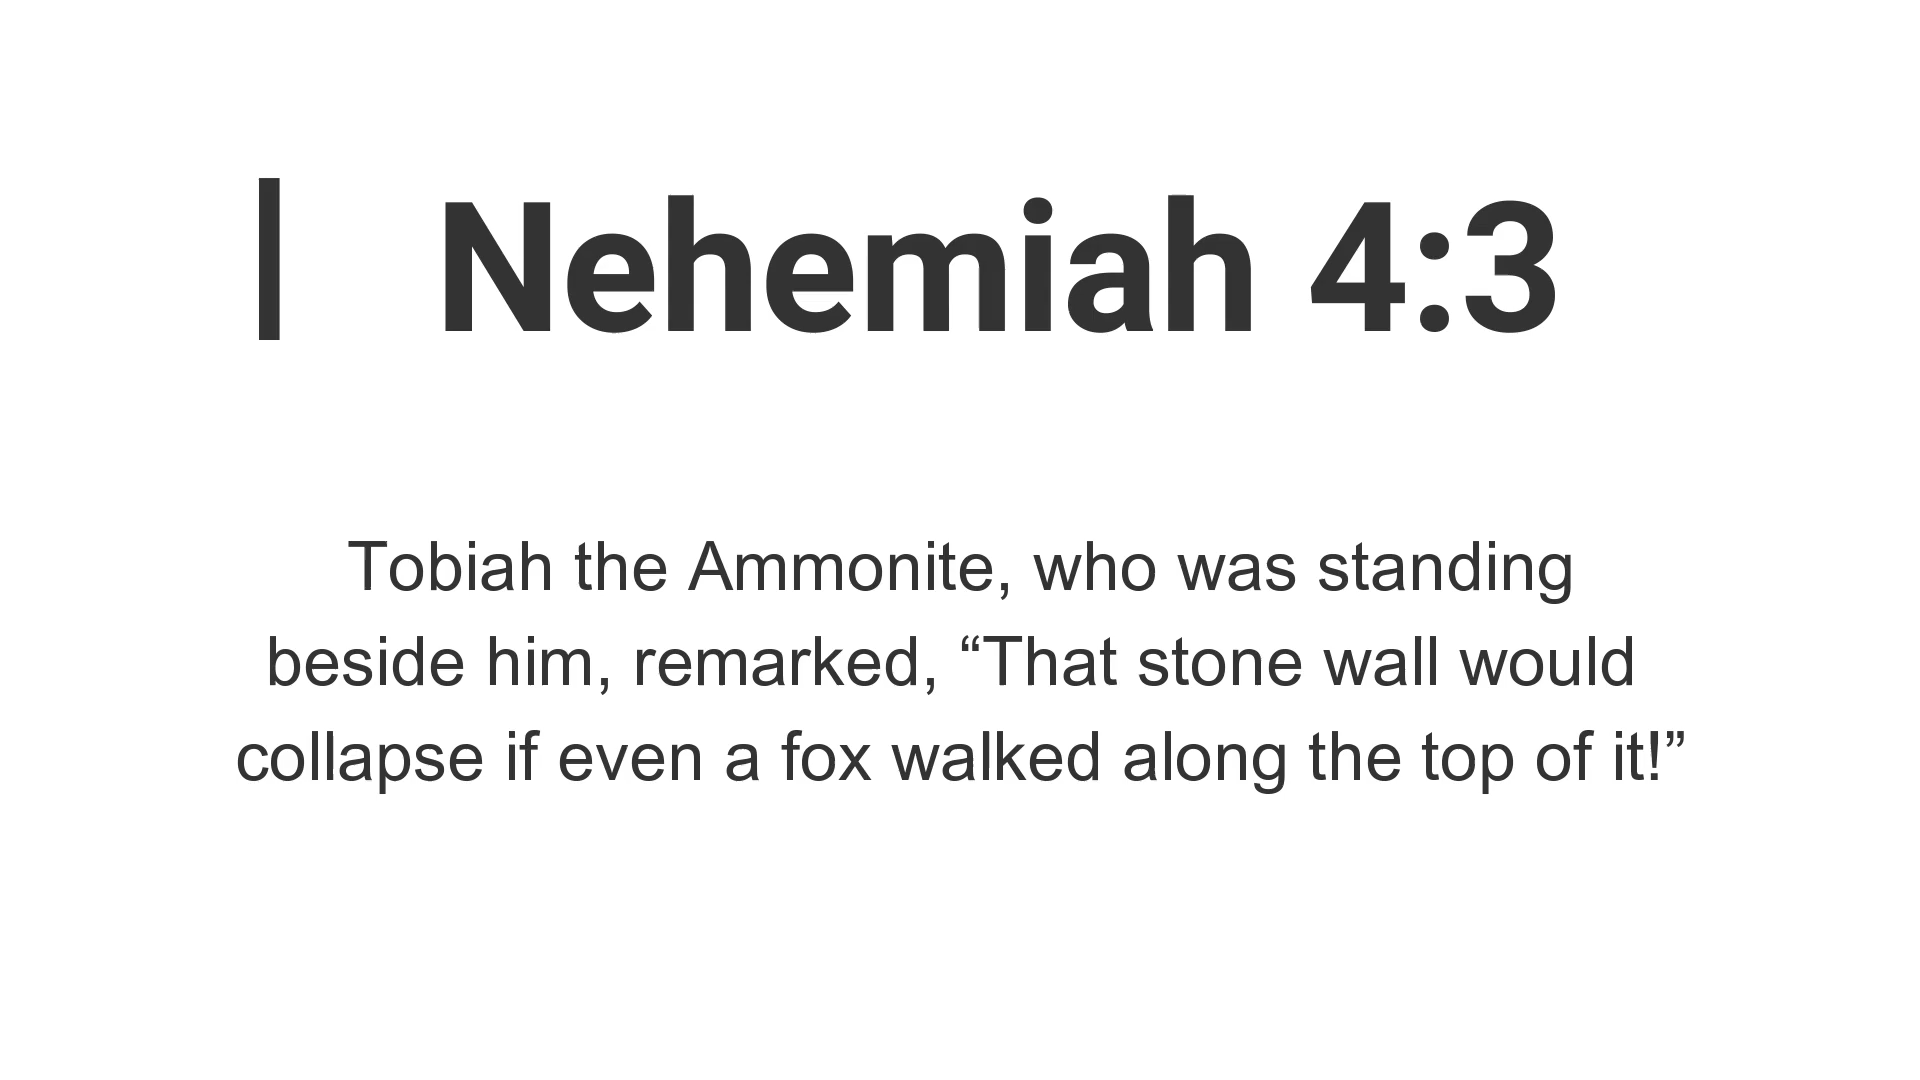 Nehemiah 4:3
Tobiah the Ammonite, who was standing
beside him, remarked, “That stone wall would
collapse if even a fox walked along the top of it!”